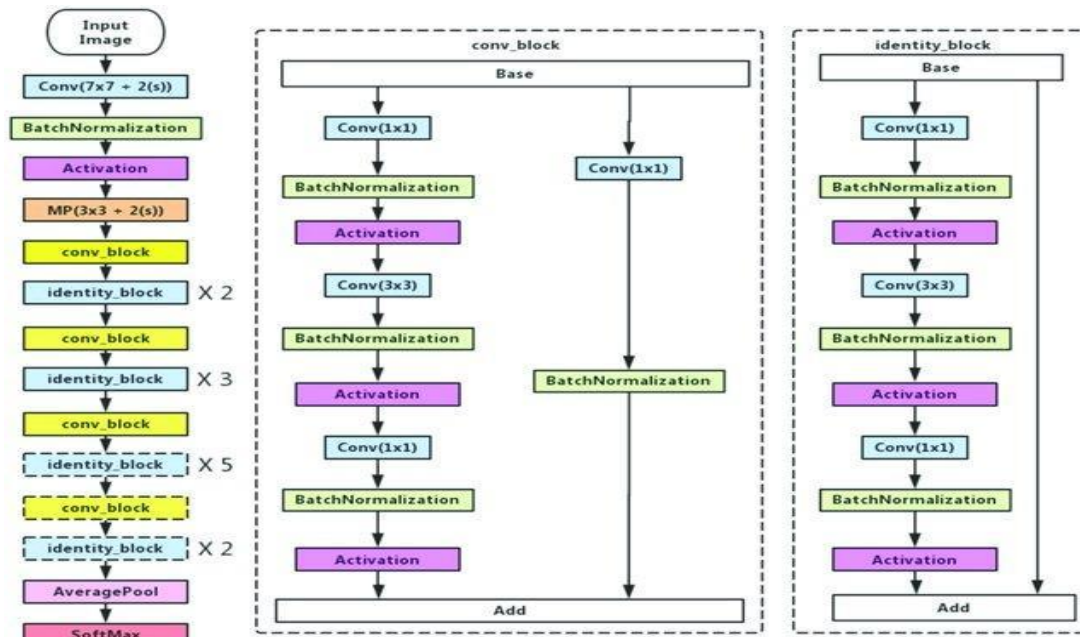 Input
Image
Conv(7x7 + 2(s))
BatchNormalization
Activation
MP(3x3 + 2(s))
conv_block
identity_block X 2
conv_block
identity_block X 3
conv_block
identity_block X 5
conv_block
identity_block X 2
AveragePool
SoftMax
conv_block
Base
Conv(1x1)
BatchNormalization
Activation
Conv(3x3)
BatchNormalization
Activation
Conv(1x1)
BatchNormalization
Activation
Conv(1x1)
BatchNormalization
Add
identity_block
Base
Conv(1x1)
BatchNormalization
Activation
Conv(3x3)
BatchNormalization
Activation
Conv(1x1)
BatchNormalization
Activation
Add